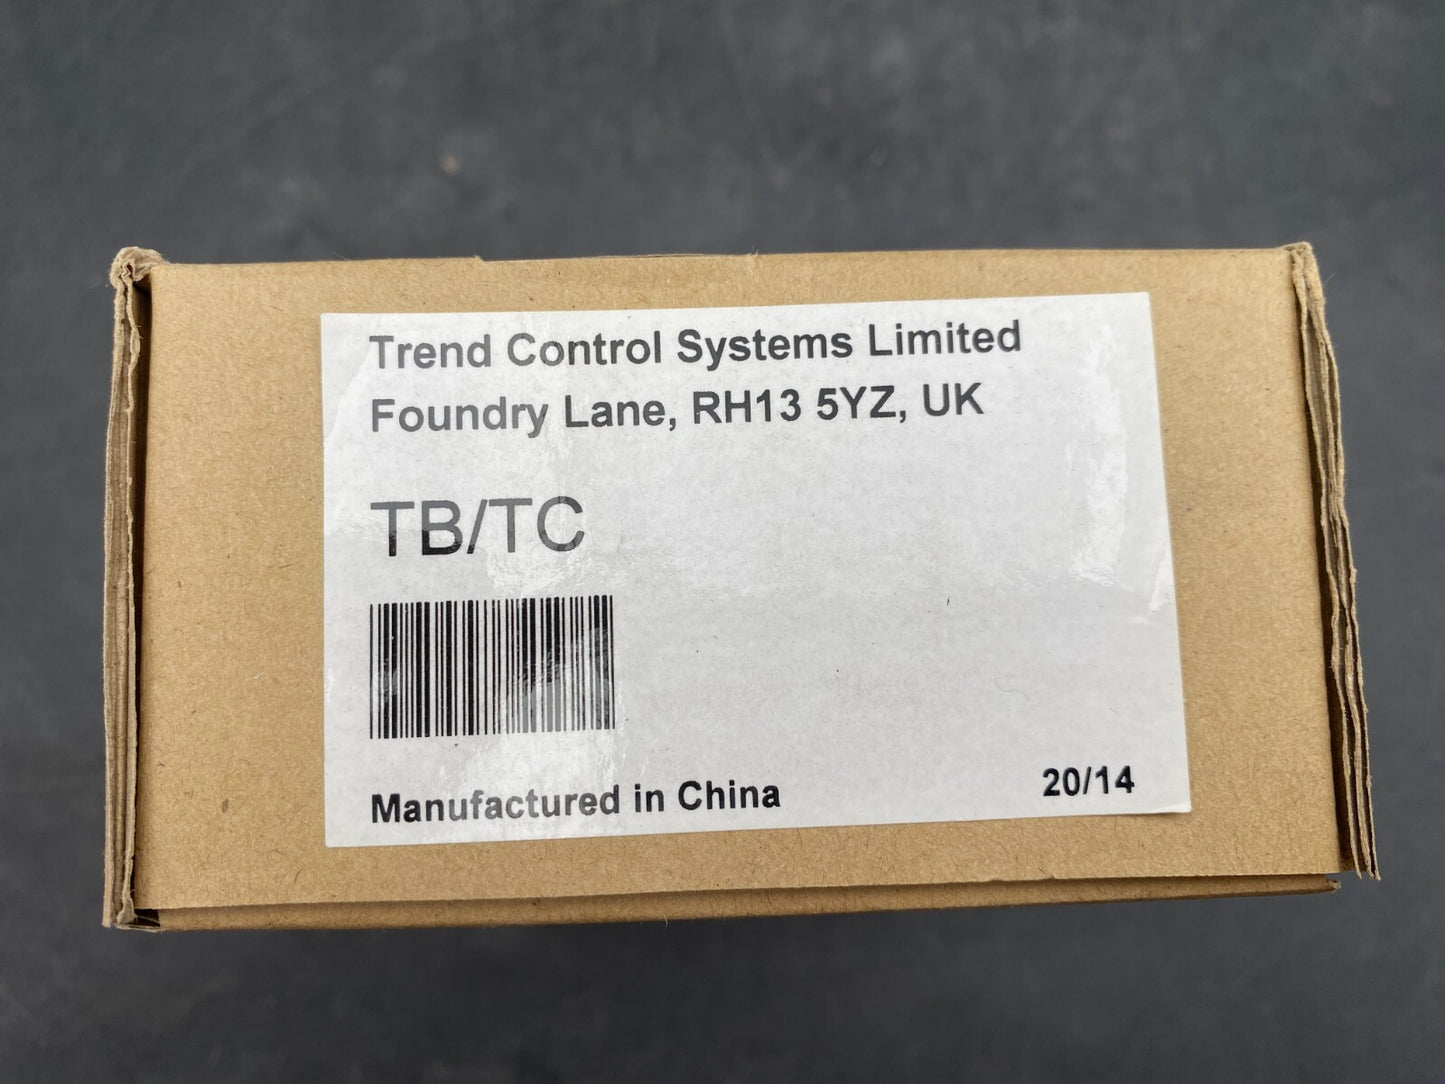 Trend Control Systems Limited
Foundry Lane, RH13 5YZ, UK
TB/TC
Manufactured in China
20/14